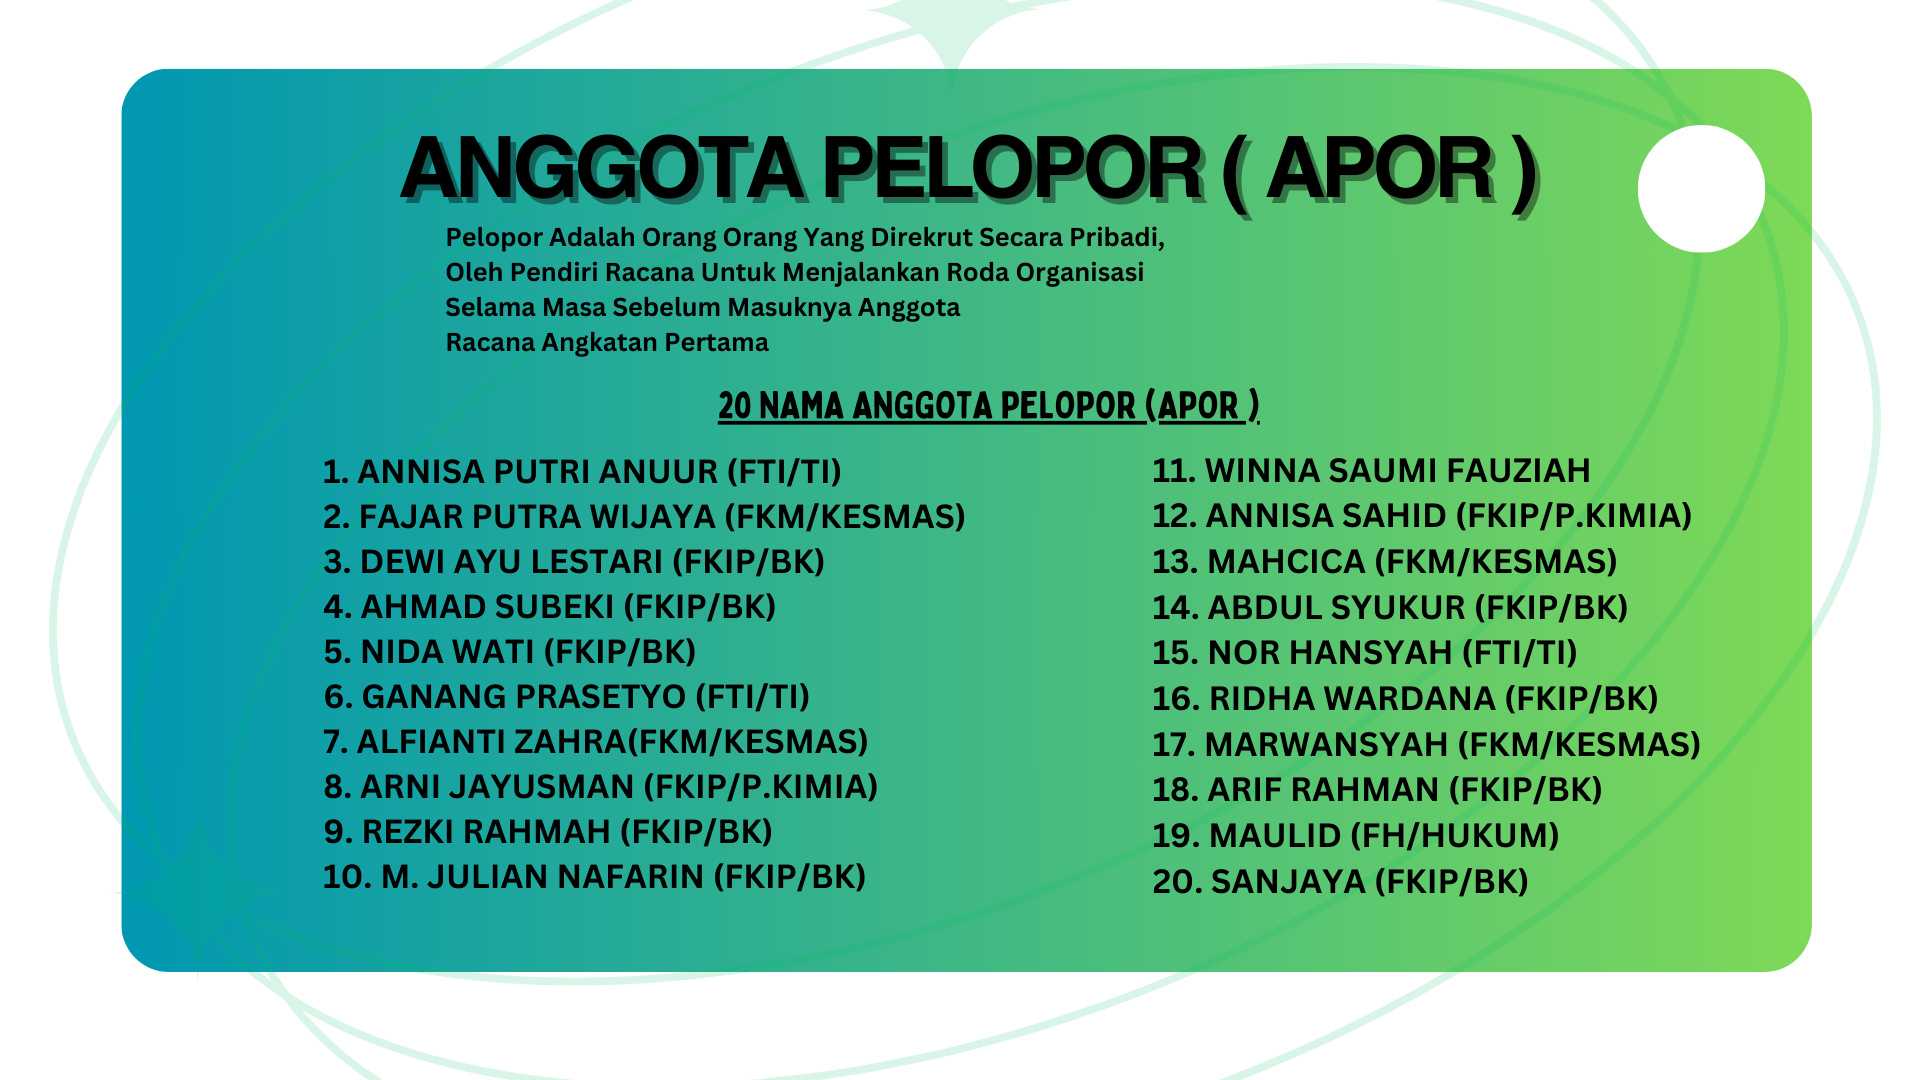 ANGGOTA PELOPOR ( APOR )
Pelopor Adalah Orang Orang Yang Direkrut Secara Pribadi,
Oleh Pendiri Racana Untuk Menjalankan Roda Organisasi
Selama Masa Sebelum Masuknya Anggota
Racana Angkatan Pertama
20 NAMA ANGGOTA PELOPOR (APOR )
1. ANNISA PUTRI ANUUR (FTI/TI)
2. FAJAR PUTRA WIJAYA (FKM/KESMAS)
3. DEWI AYU LESTARI (FKIP/BK)
4. AHMAD SUBEKI (FKIP/BK)
5. NIDA WATI (FKIP/BK)
6. GANANG PRASETYO (FTI/TI)
7. ALFIANTI ZAHRA(FKM/KESMAS)
8. ARNI JAYUSMAN (FKIP/P.KIMIA)
9. REZKI RAHMAH (FKIP/BK)
10. M. JULIAN NAFARIN (FKIP/BK)
11. WINNA SAUMI FAUZIAH
12. ANNISA SAHID (FKIP/P.KIMIA)
13. MAHCICA (FKM/KESMAS)
14. ABDUL SYUKUR (FKIP/BK)
15. NOR HANSYAH (FTI/TI)
16. RIDHA WARDANA (FKIP/BK)
17. MARWANSYAH (FKM/KESMAS)
18. ARIF RAHMAN (FKIP/BK)
19. MAULID (FH/HUKUM)
20. SANJAYA (FKIP/BK)